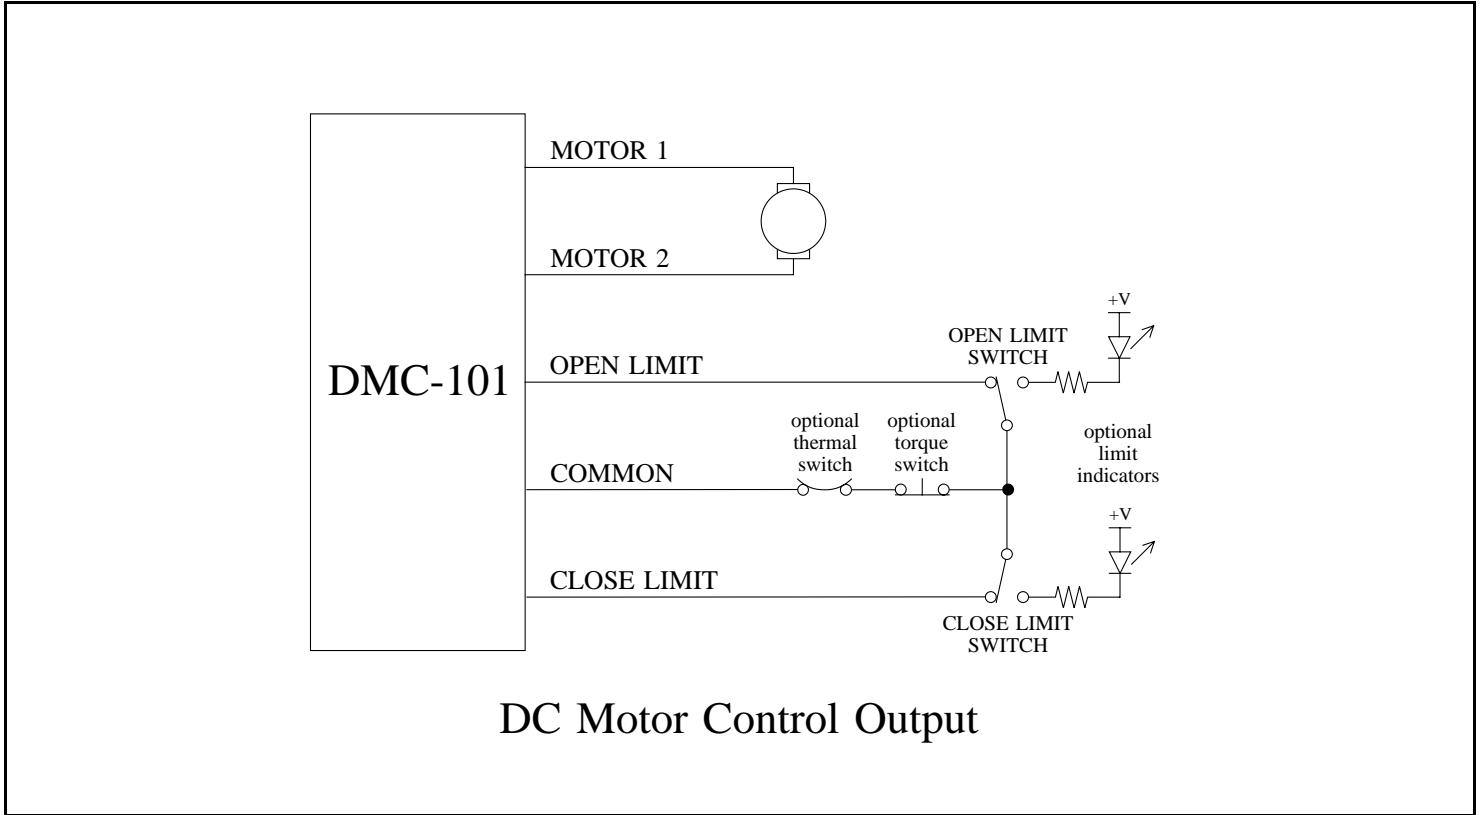 MOTOR 1
MOTOR 2
+V
OPEN LIMIT
SWITCH
OPEN LIMIT
DMC-101
optional
thermal
switch
optional
torque
switch
optional
limit
indicators
COMMON
+V
CLOSE LIMIT
CLOSE LIMIT
SWITCH
DC Motor Control Output